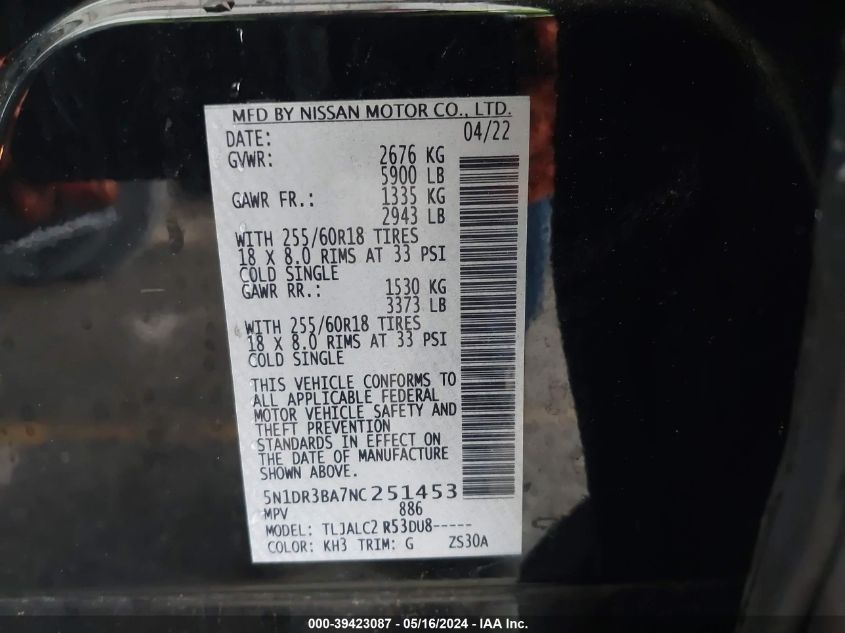 MFD BY NISSAN MOTOR CO., LTD.
DATE: 04/22
GVWR: 2676 KG
5900 LB
GAWR FR.: 1335 KG
2943 LB
WITH 255/60R18 TIRES
18 X 8.0 RIMS AT 33 PSI
COLD SINGLE
GAWR RR.: 1530 KG
3373 LB
WITH 255/60R18 TIRES
18 X 8.0 RIMS AT 33 PSI
COLD SINGLE
THIS VEHICLE CONFORMS TO
ALL APPLICABLE FEDERAL
MOTOR VEHICLE SAFETY AND
THEFT PREVENTION
STANDARDS IN EFFECT ON
THE DATE OF MANUFACTURE
SHOWN ABOVE.
5N1DR3BA7NC251453
MPV 886
MODEL: TLJALC2 R53DU8-----
COLOR: KH3 TRIM: G ZS30A
000-39423087 - 05/16/2024 - IAA Inc.